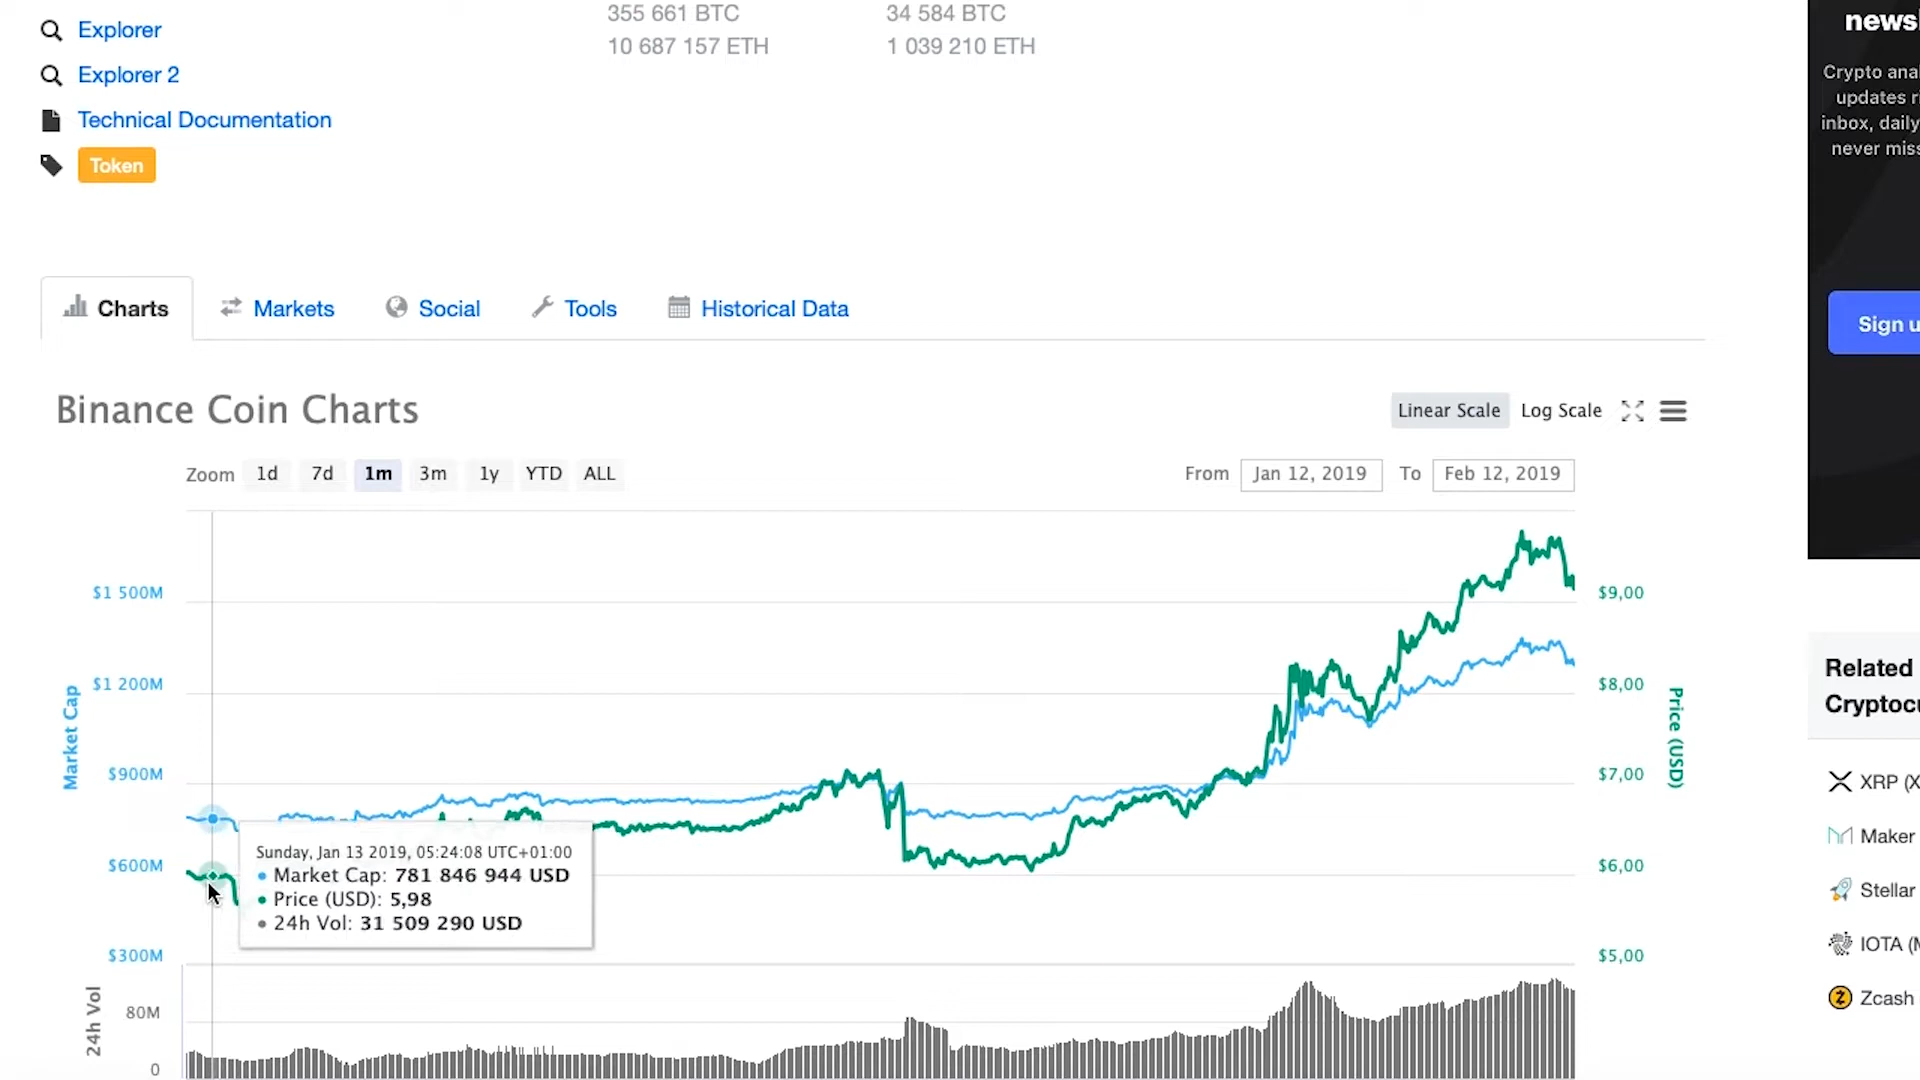 Explorer
Explorer 2
Technical Documentation
Token
355 661 BTC
10 687 157 ETH
34 584 BTC
1 039 210 ETH
Charts
Markets
Social
Tools
Historical Data
Binance Coin Charts
Linear Scale
Log Scale
Zoom 1d 7d 1m 3m 1y YTD ALL
From Jan 12, 2019 To Feb 12, 2019
Market Cap
$1 500M
$1 200M
$900M
$600M
$300M
24h Vol
80M
0
Sunday, Jan 13 2019, 05:24:08 UTC+01:00
Market Cap: 781 846 944 USD
Price (USD): 5,98
24h Vol: 31 509 290 USD
$9,00
$8,00
$7,00
$6,00
$5,00
Price (USD)
newsl
Crypto anal
updates ri
inbox, daily
never miss
Sign u
Related
Cryptocu
XRP (X
Maker
Stellar
IOTA (M
Zcash